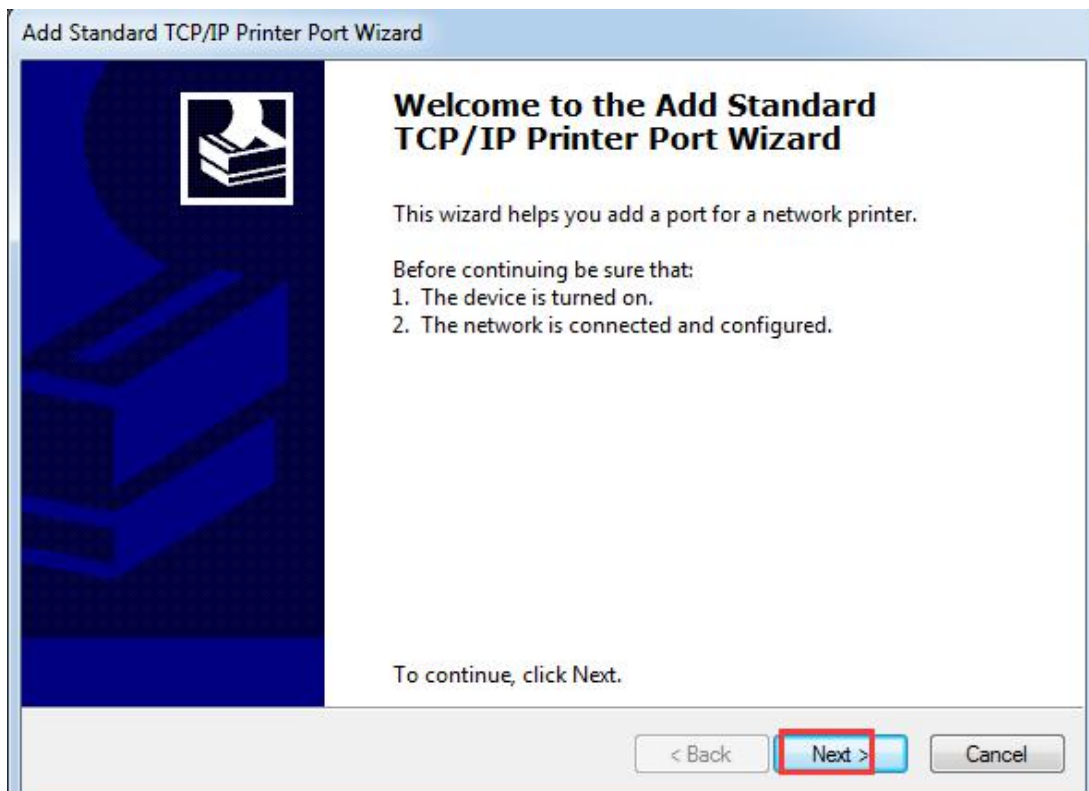 Add Standard TCP/IP Printer Port Wizard
Welcome to the Add Standard
TCP/IP Printer Port Wizard
This wizard helps you add a port for a network printer.
Before continuing be sure that:
1. The device is turned on.
2. The network is connected and configured.
To continue, click Next.
< Back Next > Cancel